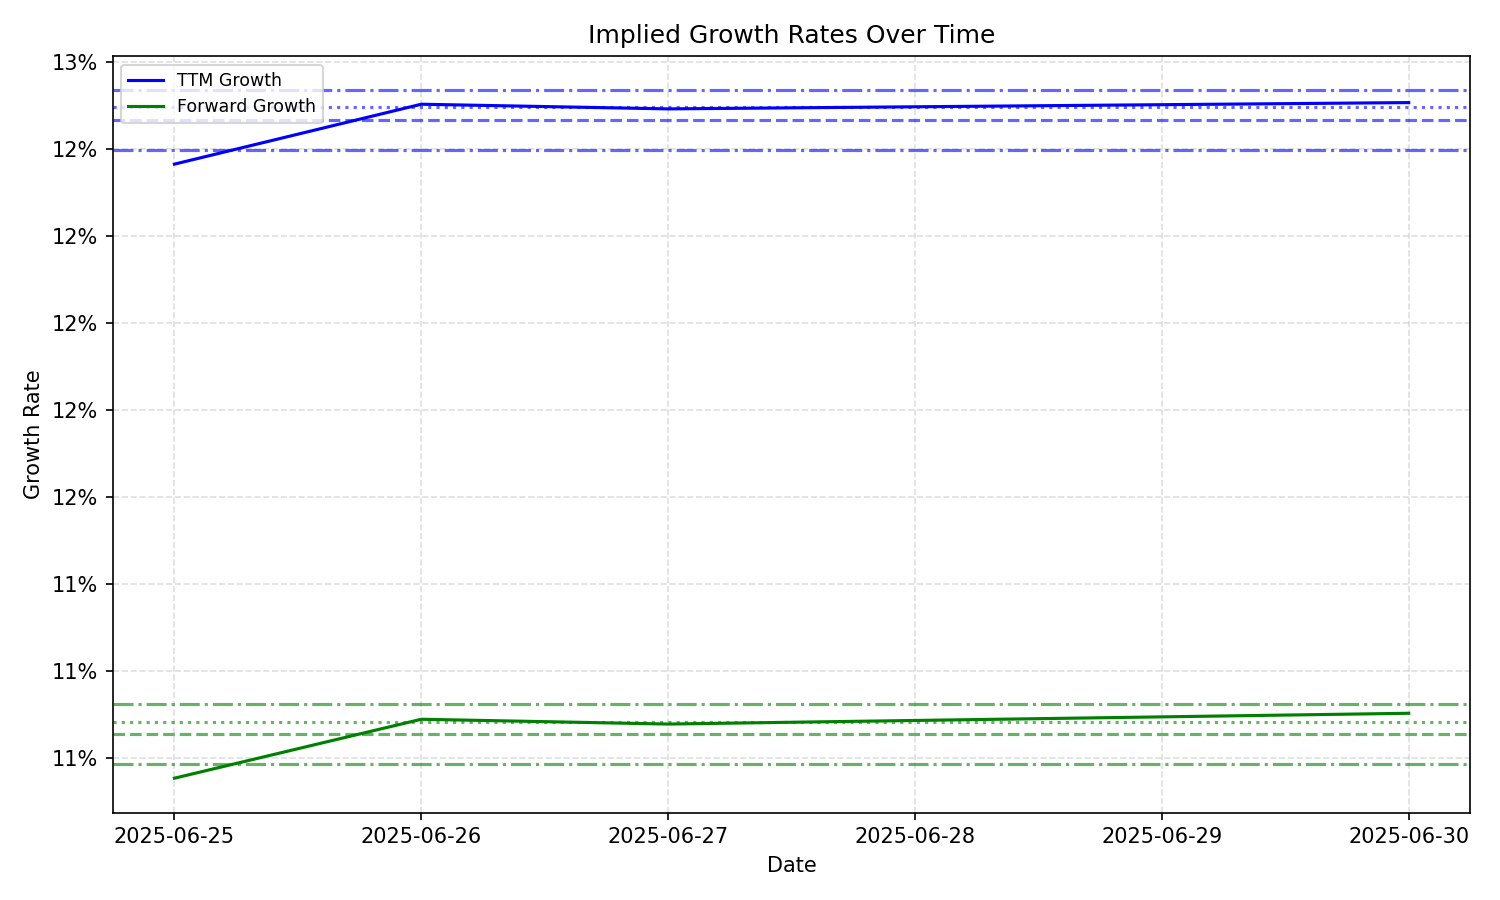 Implied Growth Rates Over Time
TTM Growth
Forward Growth
13%
12%
12%
12%
12%
12%
11%
11%
11%
Growth Rate
2025-06-25 2025-06-26 2025-06-27 2025-06-28 2025-06-29 2025-06-30
Date